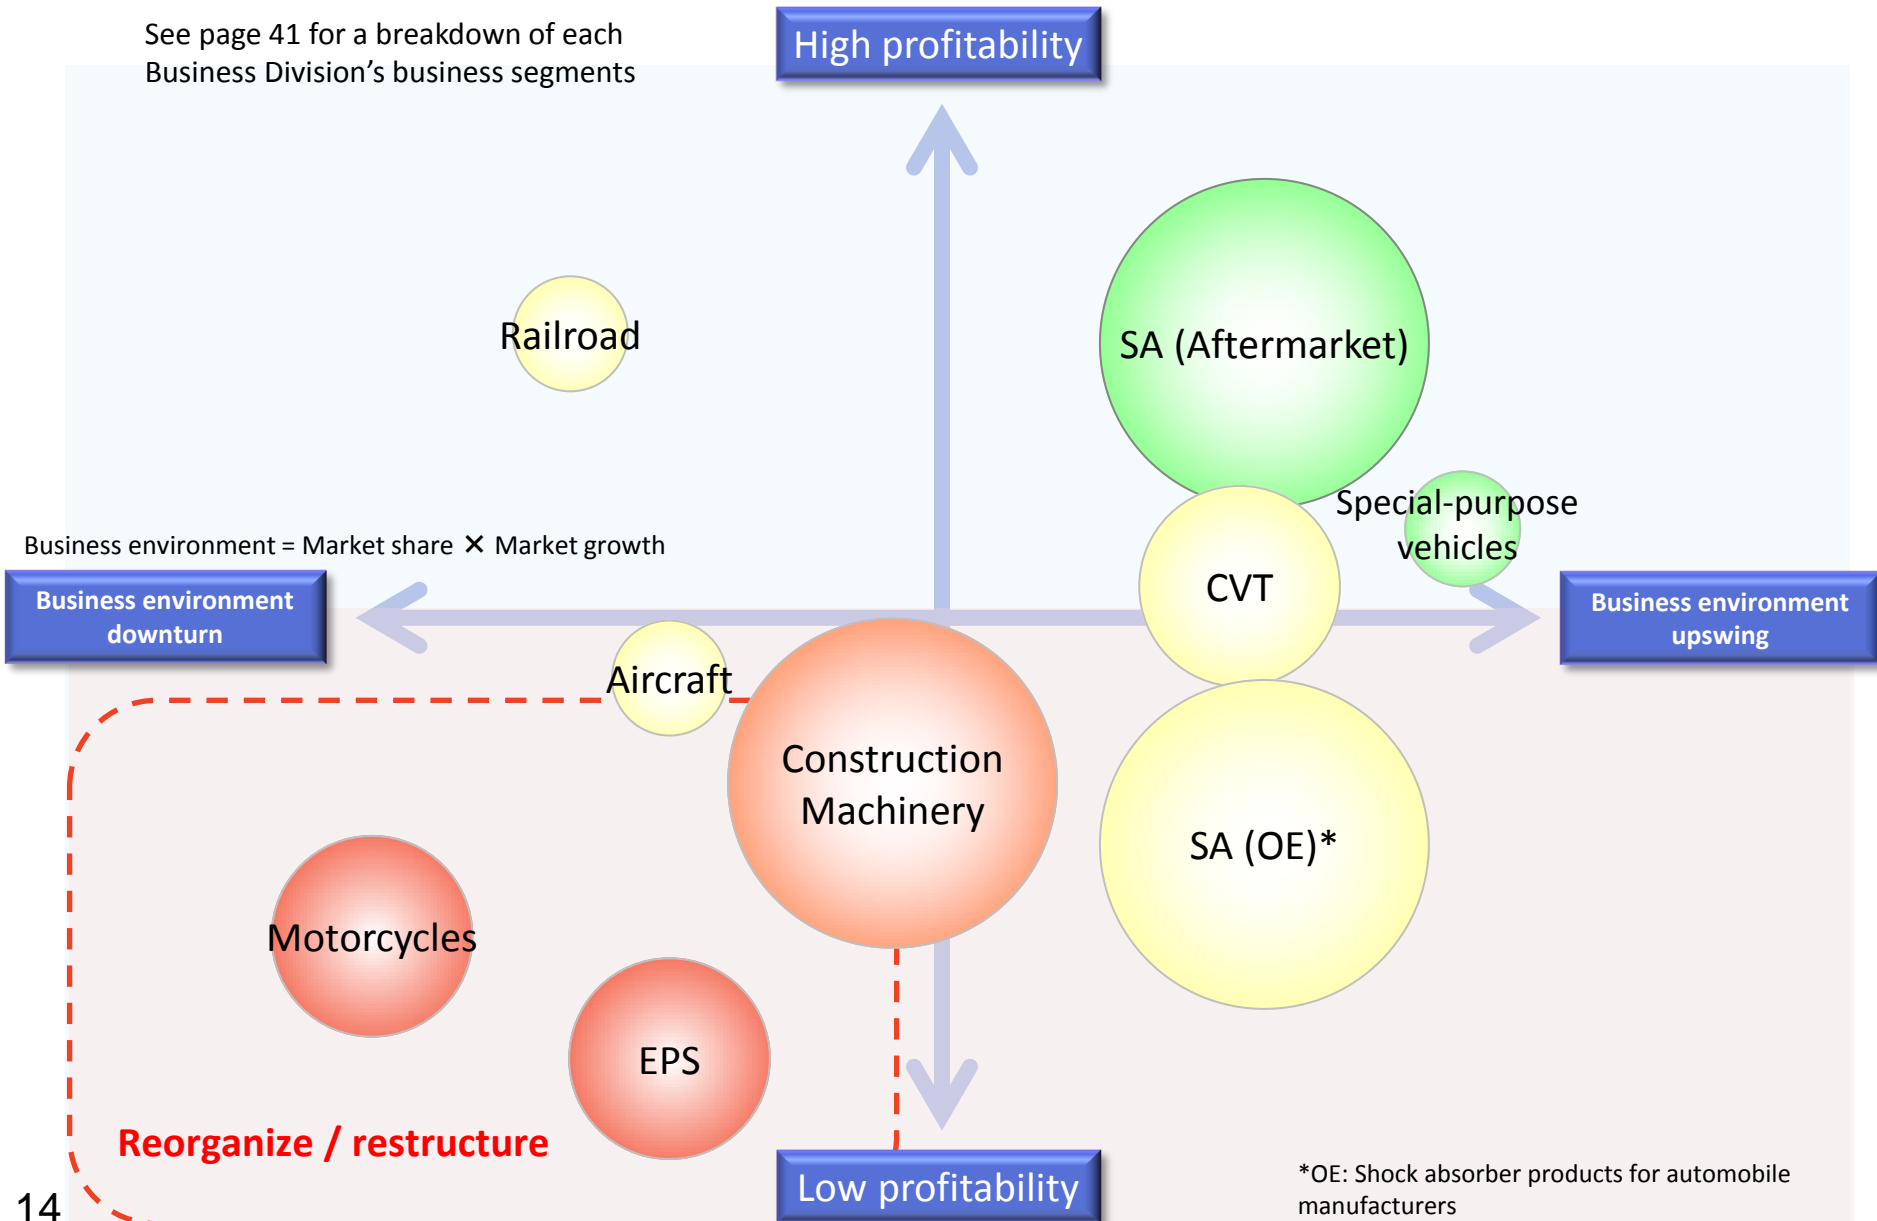 See page 41 for a breakdown of each
Business Division's business segments
High profitability
Railroad
SA (Aftermarket)
Special-purpose
vehicles
Business environment = Market share × Market growth
CVT
Business environment
downturn
Business environment
upswing
Aircraft
Construction
Machinery
SA (OE)*
Motorcycles
EPS
Reorganize / restructure
Low profitability
*OE: Shock absorber products for automobile
manufacturers
14